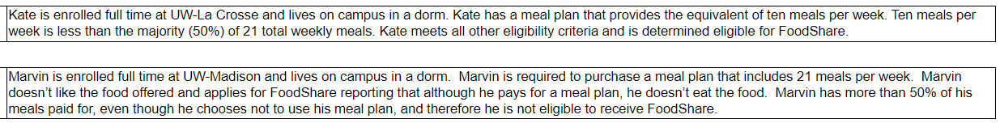 Kate is enrolled full time at UW-La Crosse and lives on campus in a dorm. Kate has a meal plan that provides the equivalent of ten meals per week. Ten meals per
week is less than the majority (50%) of 21 total weekly meals. Kate meets all other eligibility criteria and is determined eligible for FoodShare.
Marvin is enrolled full time at UW-Madison and lives on campus in a dorm.  Marvin is required to purchase a meal plan that includes 21 meals per week.  Marvin
doesn’t like the food offered and applies for FoodShare reporting that although he pays for a meal plan, he doesn’t eat the food.  Marvin has more than 50% of his
meals paid for, even though he chooses not to use his meal plan, and therefore he is not eligible to receive FoodShare.